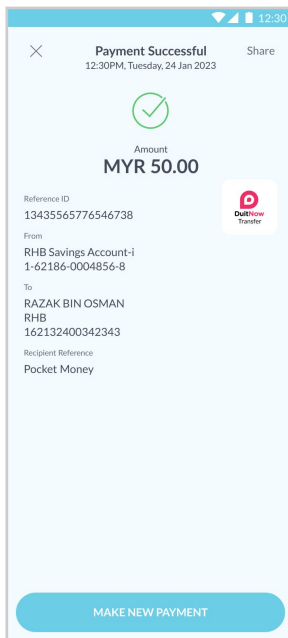 12:30
Payment Successful
Share
12:30PM, Tuesday, 24 Jan 2023
Amount
MYR 50.00
Reference ID
13435565776546738
DuitNow
Transfer
From
RHB Savings Account-i
1-62186-0004856-8
To
RAZAK BIN OSMAN
RHB
162132400342343
Recipient Reference
Pocket Money
MAKE NEW PAYMENT